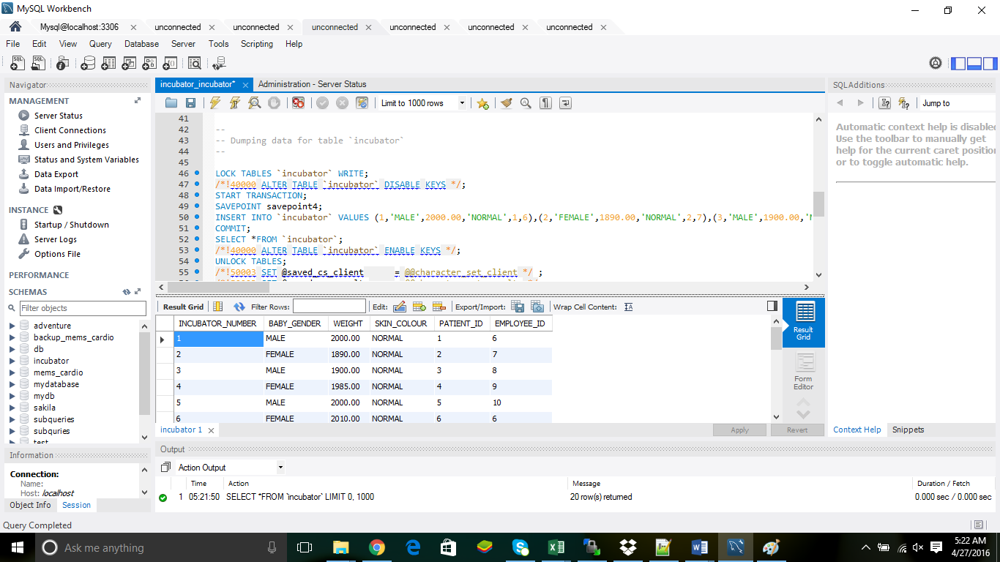 MySQL Workbench
Mysql@localhost:3306 unconnected unconnected unconnected unconnected unconnected unconnected
File Edit View Query Database Server Tools Scripting Help
Navigator
MANAGEMENT
Server Status
Client Connections
Users and Privileges
Status and System Variables
Data Export
Data Import/Restore
INSTANCE
Startup / Shutdown
Server Logs
Options File
PERFORMANCE
SCHEMAS
Filter objects
adventure
backup_mems_cardio
db
incubator
mems_cardio
mydatabase
mydb
sakila
subqueries
subquries
test
Information
Connection:
Name:
Host: localhost
Object Info Session
Query Completed
incubator_incubator* Administration - Server Status
Limit to 1000 rows
41
42 --
43 -- Dumping data for table `incubator`
44 --
45
46 LOCK TABLES `incubator` WRITE;
47 /*!40000 ALTER TABLE `incubator` DISABLE KEYS */;
48 START TRANSACTION;
49 SAVEPOINT savepoint4;
50 INSERT INTO `incubator` VALUES (1,'MALE',2000.00,'NORMAL',1,6),(2,'FEMALE',1890.00,'NORMAL',2,7),(3,'MALE',1900.00,'
51 COMMIT;
52 SELECT *FROM `incubator`;
53 /*!40000 ALTER TABLE `incubator` ENABLE KEYS */;
54 UNLOCK TABLES;
55 /*!50003 SET @saved_cs_client = @@character_set_client */ ;
Result Grid Filter Rows: Edit: Export/Import: Wrap Cell Content:
INCUBATOR_NUMBER BABY_GENDER WEIGHT SKIN_COLOUR PATIENT_ID EMPLOYEE_ID
1 MALE 2000.00 NORMAL 1 6
2 FEMALE 1890.00 NORMAL 2 7
3 MALE 1900.00 NORMAL 3 8
4 FEMALE 1985.00 NORMAL 4 9
5 MALE 2000.00 NORMAL 5 10
6 FEMALE 2010.00 NORMAL 6 6
Result Grid
Form Editor
incubator 1
Apply Revert
Output
Action Output
Time Action Message Duration / Fetch
1 05:21:50 SELECT *FROM `incubator` LIMIT 0, 1000 20 row(s) returned 0.000 sec / 0.000 sec
SQLAdditions
Jump to
Automatic context help is disabled
Use the toolbar to manually get
help for the current caret position
or to toggle automatic help.
Context Help Snippets
Ask me anything
5:22 AM
4/27/2016